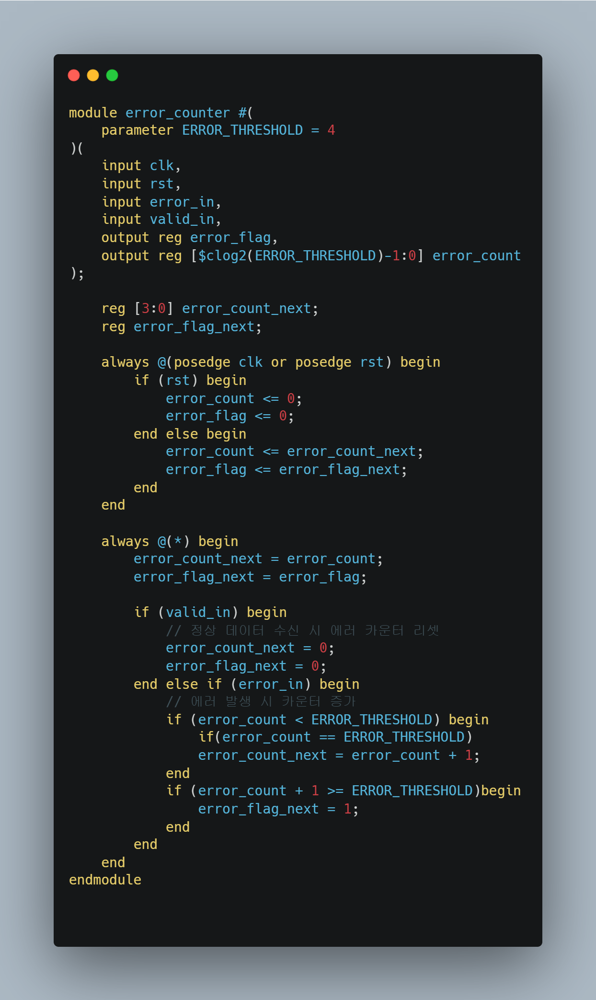 module error_counter #(
    parameter ERROR_THRESHOLD = 4
)(
    input clk,
    input rst,
    input error_in,
    input valid_in,
    output reg error_flag,
    output reg [$clog2(ERROR_THRESHOLD)-1:0] error_count
);

    reg [3:0] error_count_next;
    reg error_flag_next;

    always @(posedge clk or posedge rst) begin
        if (rst) begin
            error_count <= 0;
            error_flag <= 0;
        end else begin
            error_count <= error_count_next;
            error_flag <= error_flag_next;
        end
    end

    always @(*) begin
        error_count_next = error_count;
        error_flag_next = error_flag;

        if (valid_in) begin
            // 정상 데이터 수신 시 에러 카운터 리셋
            error_count_next = 0;
            error_flag_next = 0;
        end else if (error_in) begin
            // 에러 발생 시 카운터 증가
            if (error_count < ERROR_THRESHOLD) begin
                if(error_count == ERROR_THRESHOLD)
                error_count_next = error_count + 1;
            end
            if (error_count + 1 >= ERROR_THRESHOLD)begin
                error_flag_next = 1;
            end
        end
    end
endmodule